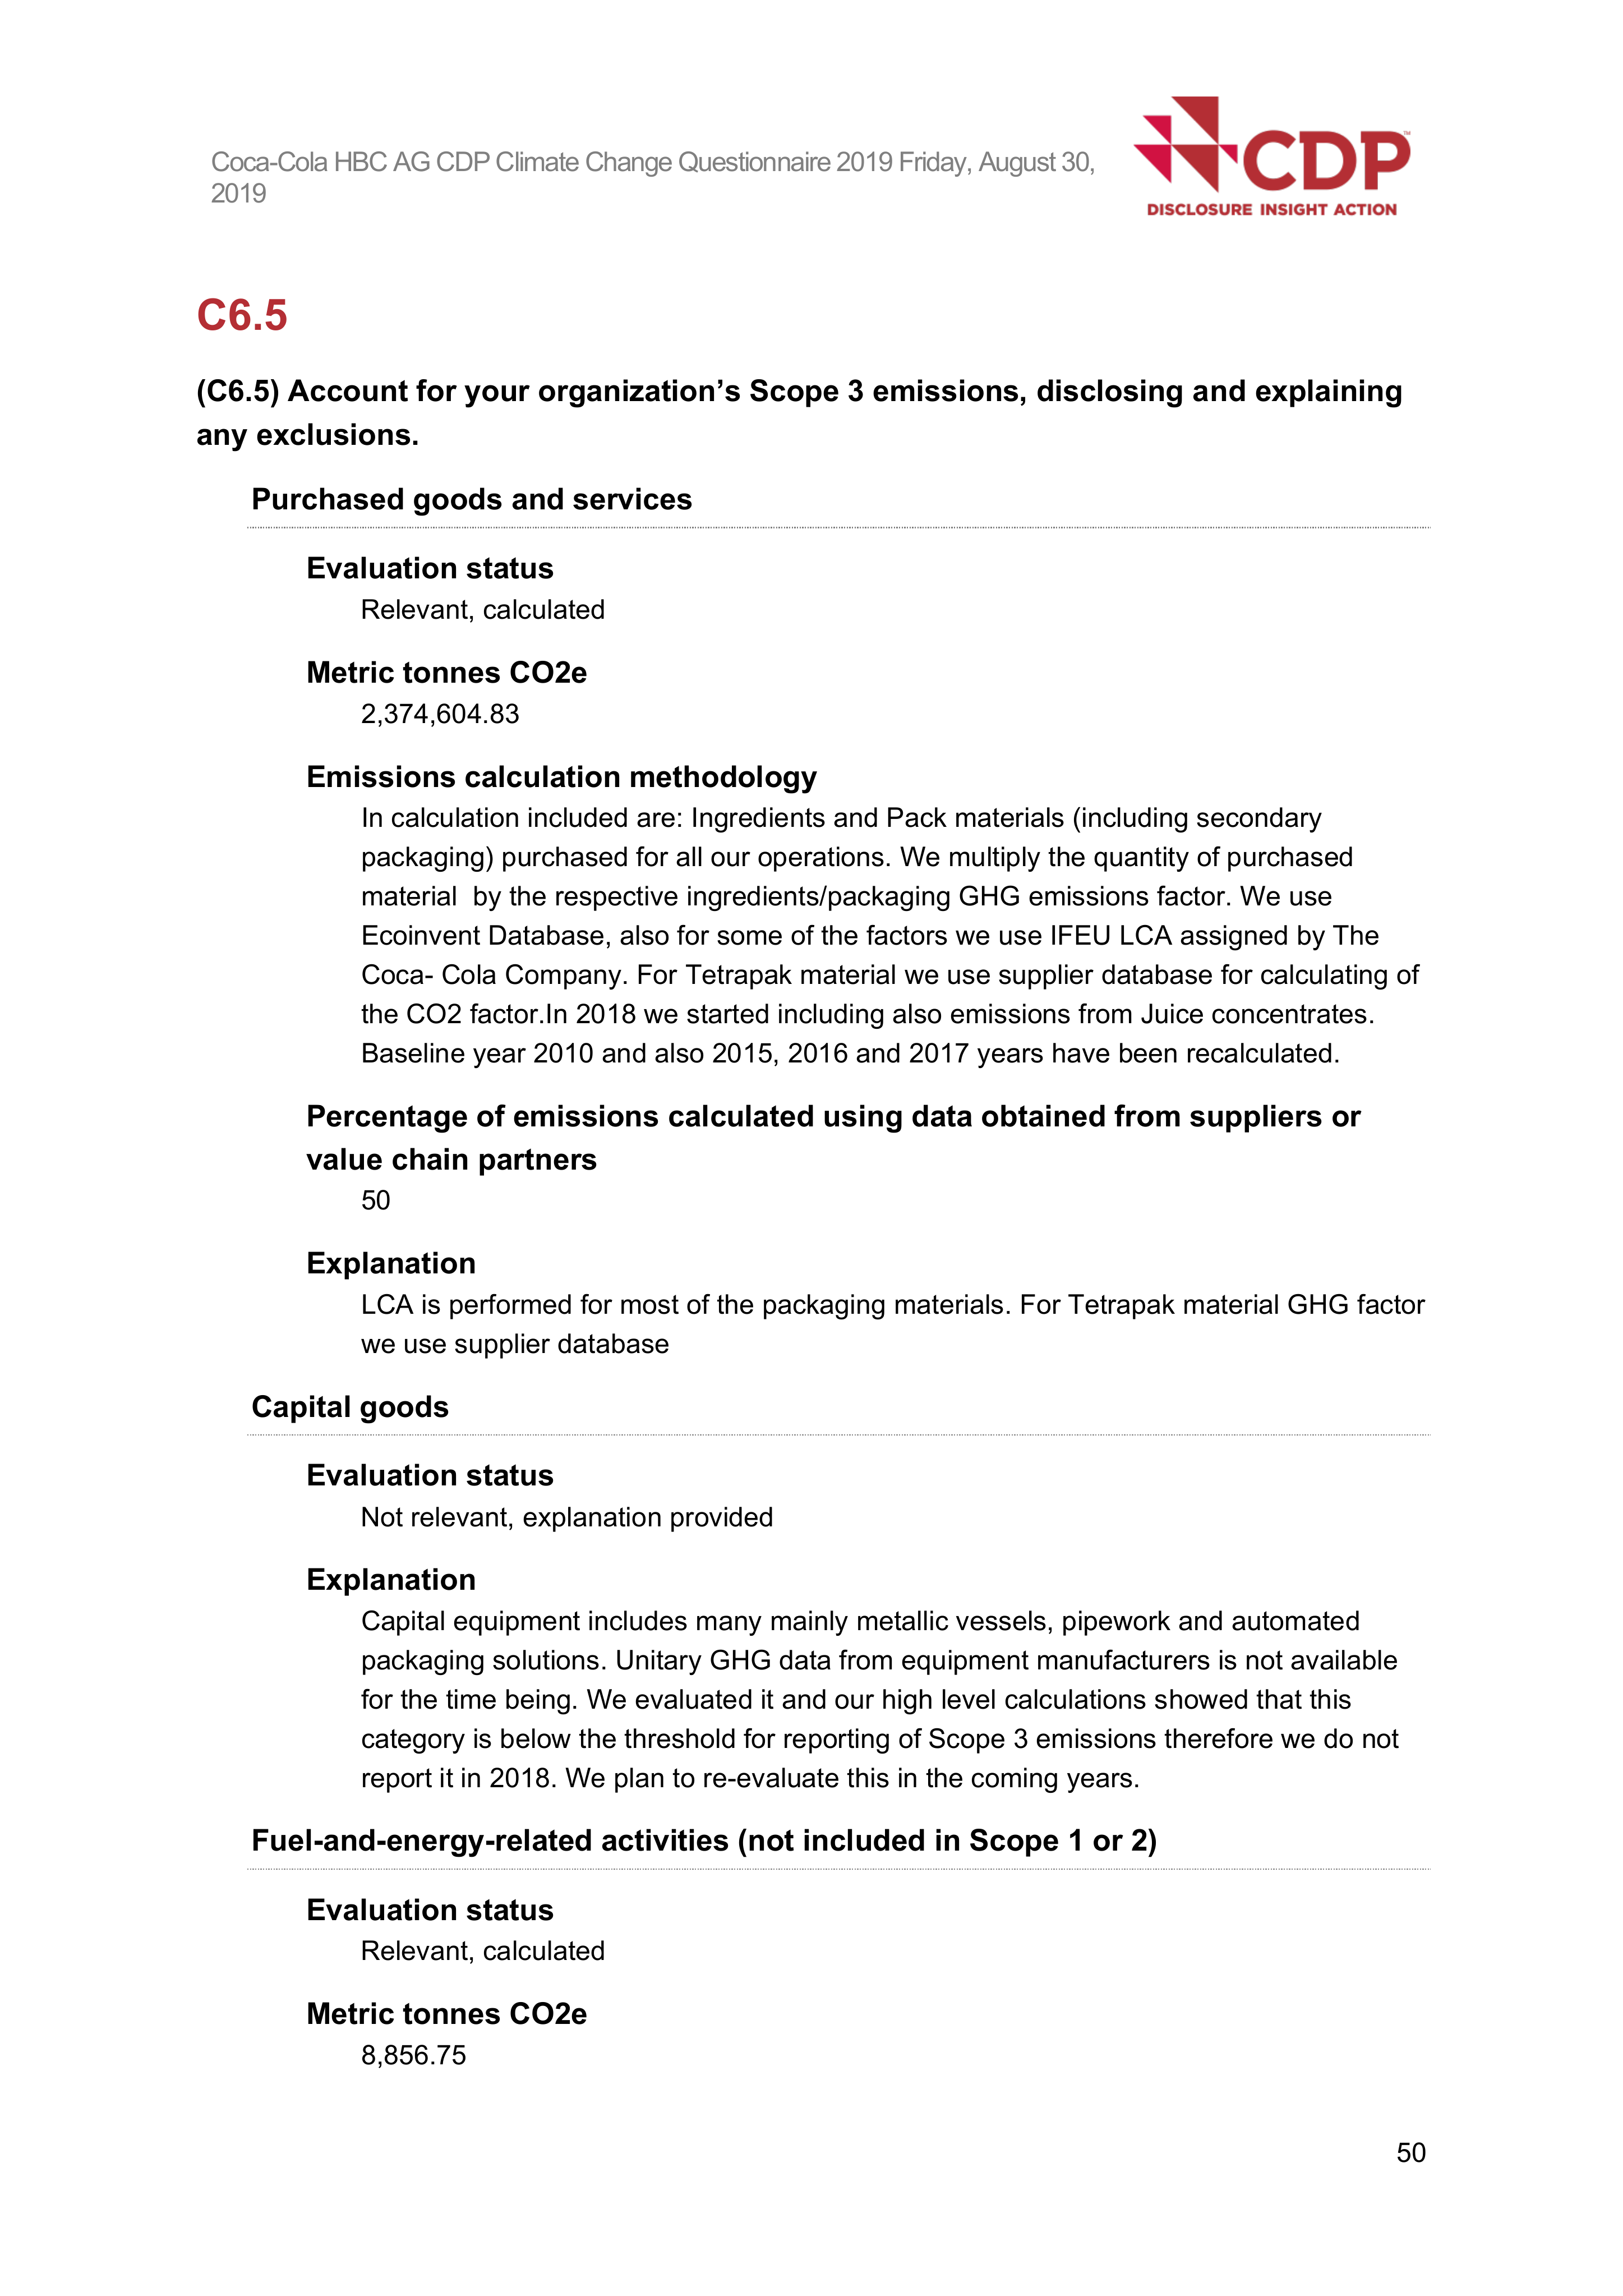 Coca-Cola HBC AG CDP Climate Change Questionnaire 2019 Friday, August 30,
2019
CDP™
DISCLOSURE INSIGHT ACTION
C6.5
(C6.5) Account for your organization’s Scope 3 emissions, disclosing and explaining
any exclusions.
Purchased goods and services
Evaluation status
Relevant, calculated
Metric tonnes CO2e
2,374,604.83
Emissions calculation methodology
In calculation included are: Ingredients and Pack materials (including secondary
packaging) purchased for all our operations. We multiply the quantity of purchased
material  by the respective ingredients/packaging GHG emissions factor. We use
Ecoinvent Database, also for some of the factors we use IFEU LCA assigned by The
Coca- Cola Company. For Tetrapak material we use supplier database for calculating of
the CO2 factor.In 2018 we started including also emissions from Juice concentrates.
Baseline year 2010 and also 2015, 2016 and 2017 years have been recalculated.
Percentage of emissions calculated using data obtained from suppliers or
value chain partners
50
Explanation
LCA is performed for most of the packaging materials. For Tetrapak material GHG factor
we use supplier database
Capital goods
Evaluation status
Not relevant, explanation provided
Explanation
Capital equipment includes many mainly metallic vessels, pipework and automated
packaging solutions. Unitary GHG data from equipment manufacturers is not available
for the time being. We evaluated it and our high level calculations showed that this
category is below the threshold for reporting of Scope 3 emissions therefore we do not
report it in 2018. We plan to re-evaluate this in the coming years.
Fuel-and-energy-related activities (not included in Scope 1 or 2)
Evaluation status
Relevant, calculated
Metric tonnes CO2e
8,856.75
50